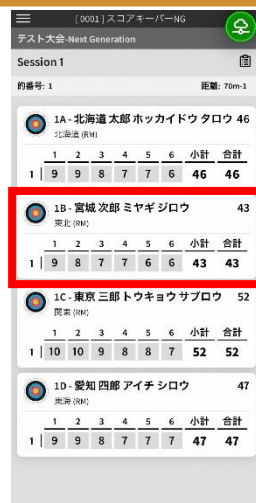 [0001]スコアキーパーNG
テスト大会-Next Generation
Session 1
的番号: 1 距離: 70m-1
1A - 北海道 太郎 ホッカイドウ タロウ 46
北海道 (RM)
1 2 3 4 5 6 小計 合計
1 9 9 8 7 7 6 46 46
1B - 宮城 次郎 ミヤギ ジロウ 43
東北 (RM)
1 2 3 4 5 6 小計 合計
1 9 8 7 7 6 6 43 43
1C - 東京 三郎 トウキョウ サブロウ 52
関東 (RM)
1 2 3 4 5 6 小計 合計
1 10 10 9 8 8 7 52 52
1D - 愛知 四郎 アイチ シロウ 47
東海 (RM)
1 2 3 4 5 6 小計 合計
1 9 9 8 7 7 7 47 47